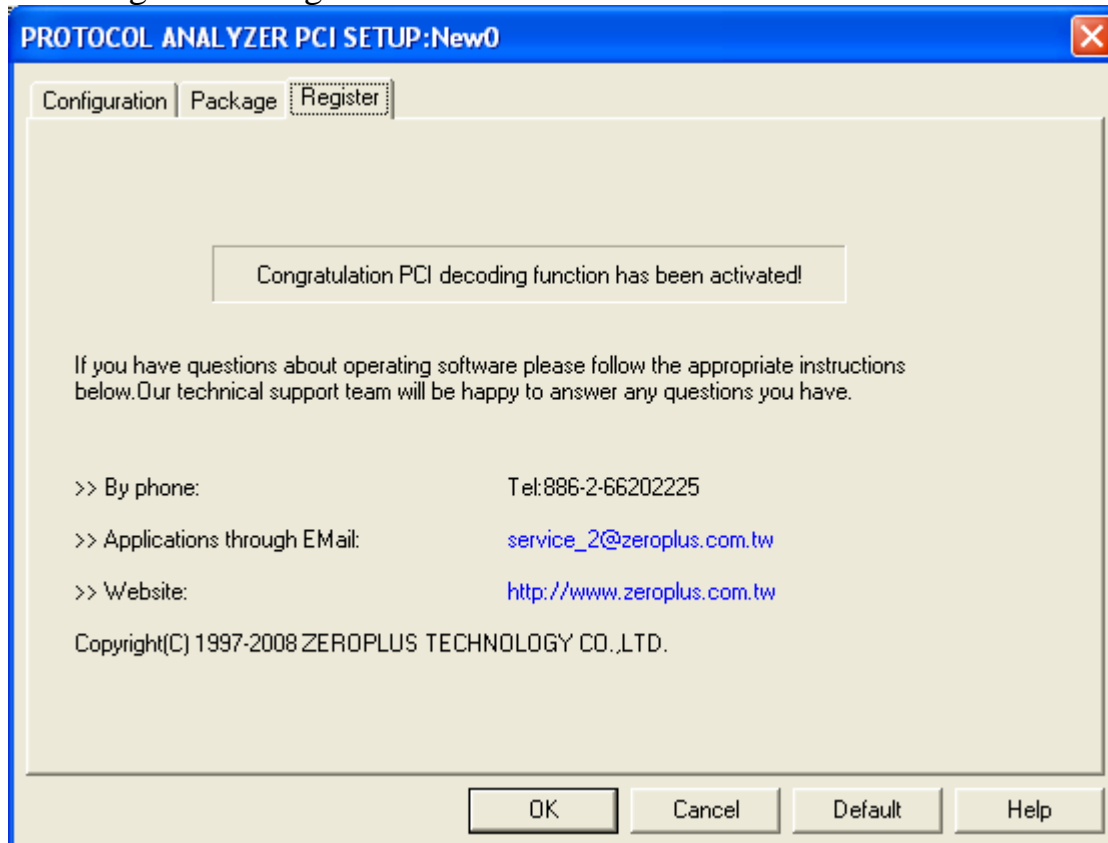 PROTOCOL ANALYZER PCI SETUP:New0
Configuration Package Register
Congratulation PCI decoding function has been activated!
If you have questions about operating software please follow the appropriate instructions
below.Our technical support team will be happy to answer any questions you have.
>> By phone: Tel:886-2-66202225
>> Applications through EMail: service_2@zeroplus.com.tw
>> Website: http://www.zeroplus.com.tw
Copyright(C) 1997-2008 ZEROPLUS TECHNOLOGY CO.,LTD.
OK Cancel Default Help